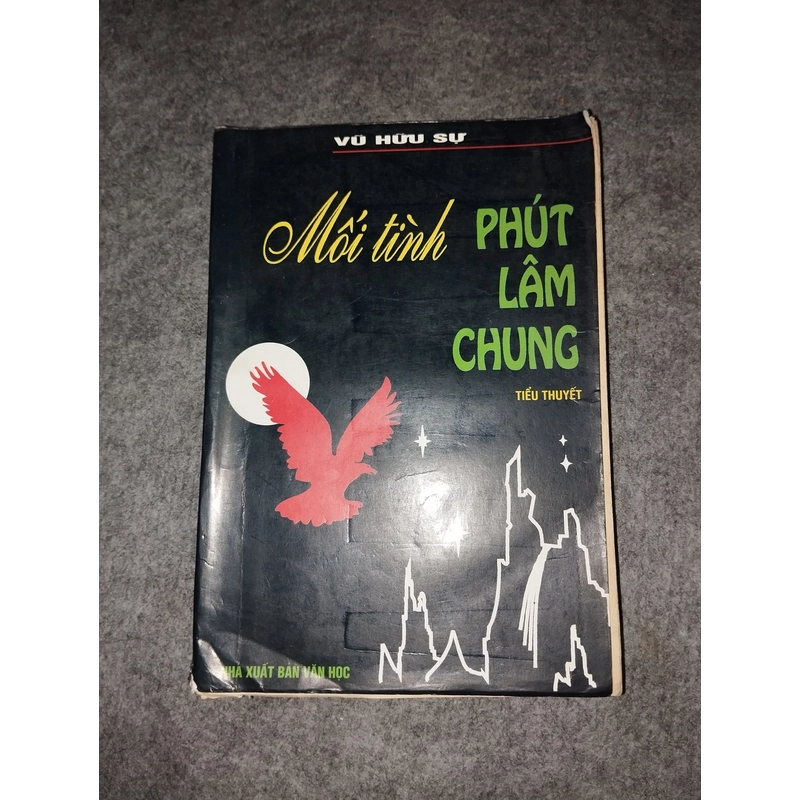 VŨ HỮU SỰ
Mối tình PHÚT
LÂM
CHUNG
TIỂU THUYẾT
NHÀ XUẤT BẢN VĂN HỌC